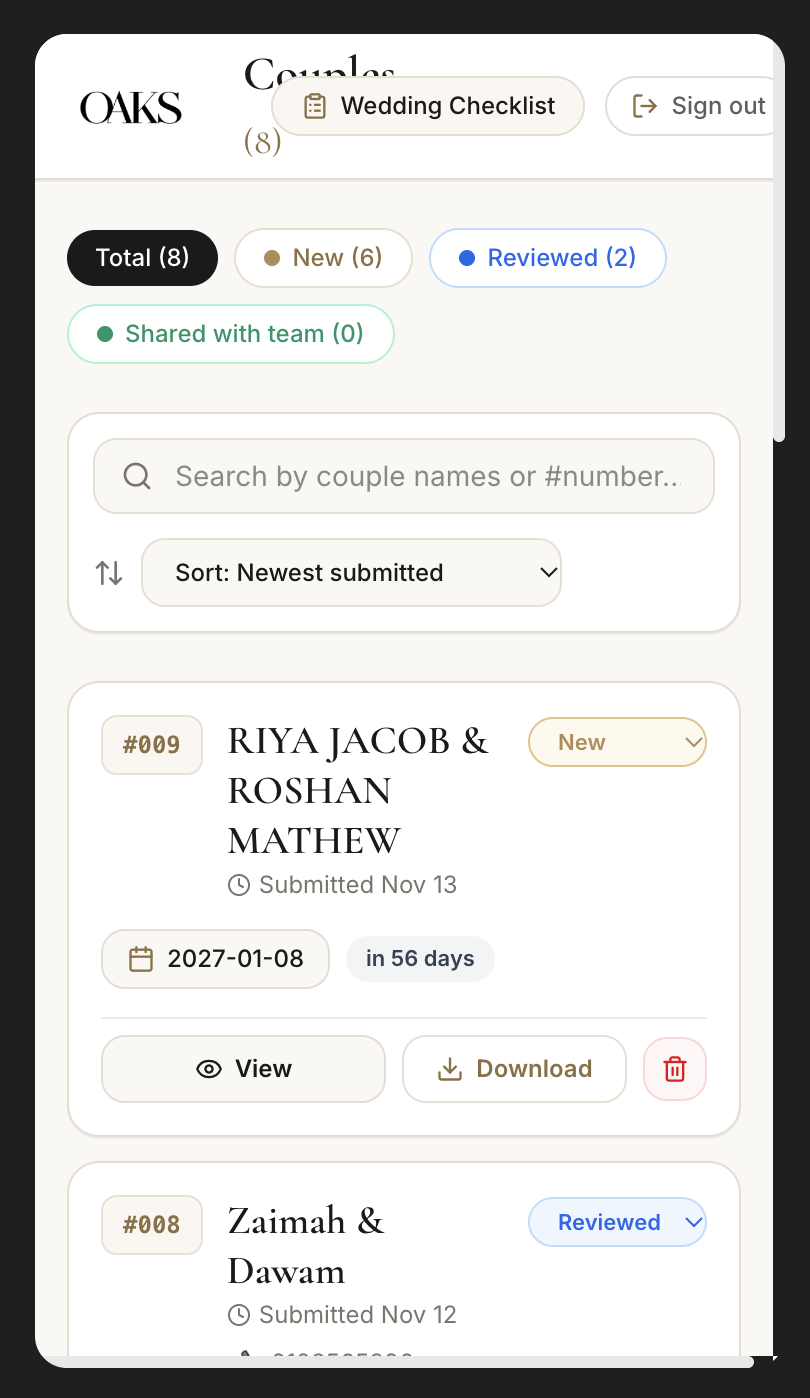 OAKS
Couples
(8)
Wedding Checklist
Sign out
Total (8)
New (6)
Reviewed (2)
Shared with team (0)
Search by couple names or #number...
Sort: Newest submitted
#009
RIYA JACOB &
ROSHAN
MATHEW
New
Submitted Nov 13
2027-01-08
in 56 days
View
Download
#008
Zaimah &
Dawam
Reviewed
Submitted Nov 12